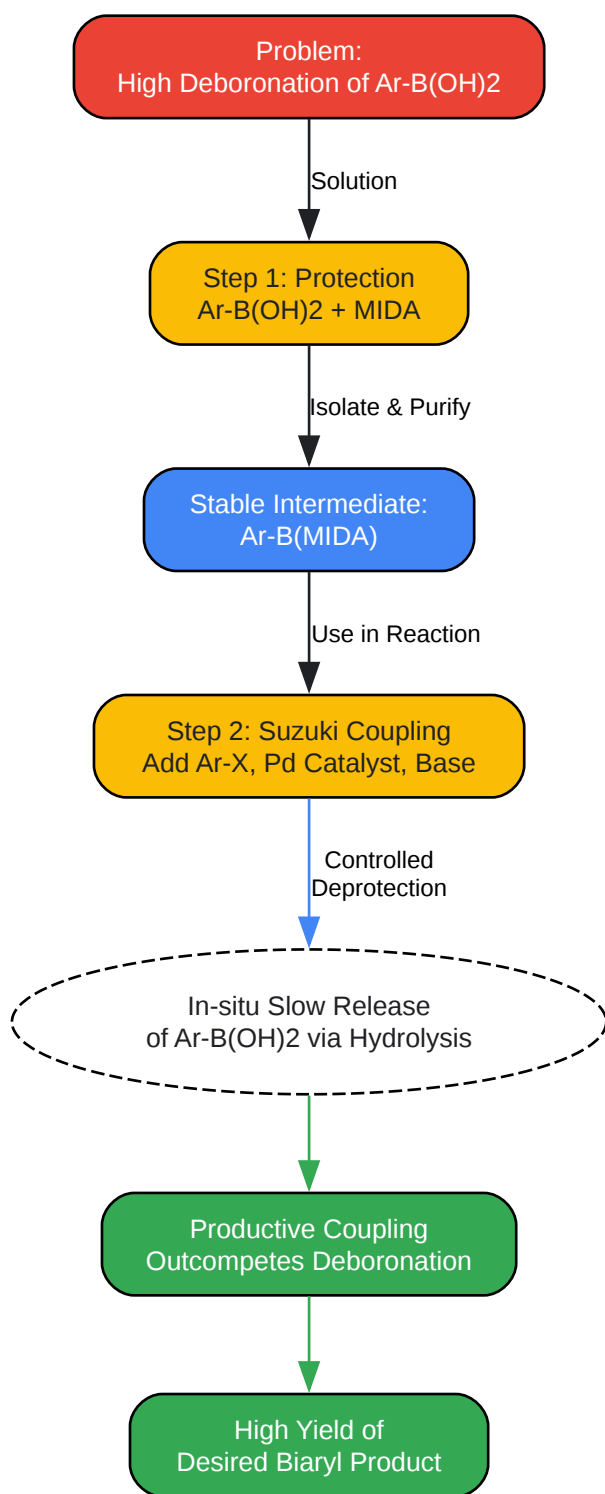 Problem:
High Deboronation of Ar-B(OH)2
Solution
Step 1: Protection
Ar-B(OH)2 + MIDA
Isolate & Purify
Stable Intermediate:
Ar-B(MIDA)
Use in Reaction
Step 2: Suzuki Coupling
Add Ar-X, Pd Catalyst, Base
Controlled
Deprotection
In-situ Slow Release
of Ar-B(OH)2 via Hydrolysis
Productive Coupling
Outcompetes Deboronation
High Yield of
Desired Biaryl Product